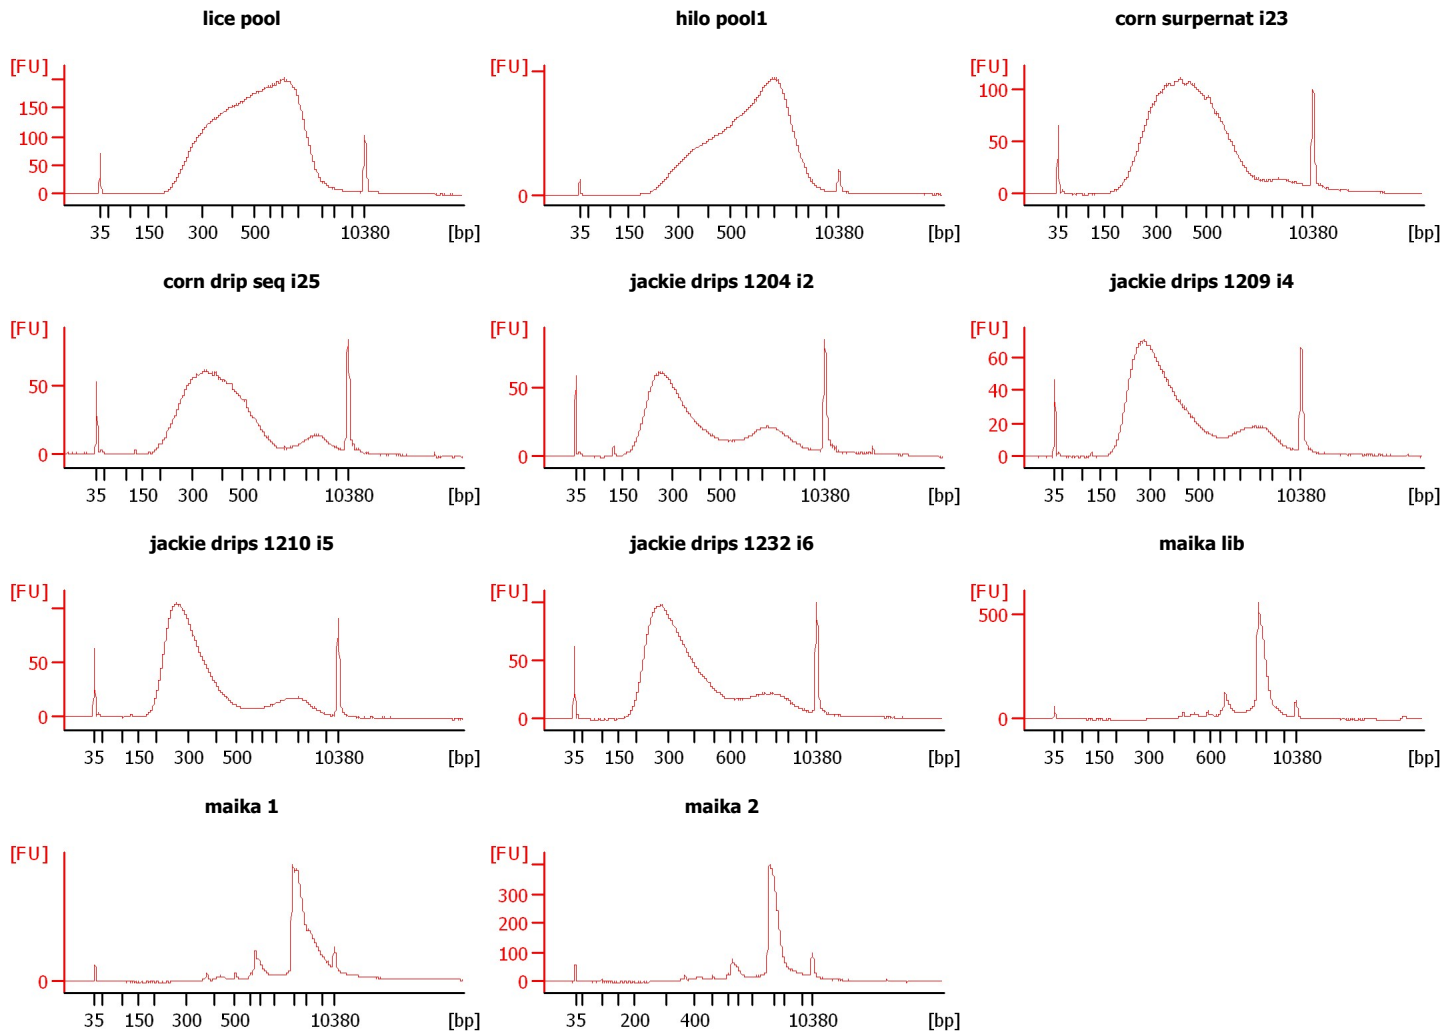 lice pool
hilo pool1
corn surpernat i23
[FU]
150
100
50
0
35 150 300 500 10380 [bp]
[FU]
0
35 150 300 500 10380 [bp]
[FU]
100
50
0
35 150 300 500 10380 [bp]
corn drip seq i25
jackie drips 1204 i2
jackie drips 1209 i4
[FU]
50
0
35 150 300 500 10380 [bp]
[FU]
50
0
35 150 300 500 10380 [bp]
[FU]
60
40
20
0
35 150 300 500 10380 [bp]
jackie drips 1210 i5
jackie drips 1232 i6
maika lib
[FU]
50
0
35 150 300 500 10380 [bp]
[FU]
50
0
35 150 300 600 10380 [bp]
[FU]
500
0
35 150 300 600 10380 [bp]
maika 1
maika 2
[FU]
0
35 150 300 500 10380 [bp]
[FU]
300
200
100
0
35 200 400 10380 [bp]